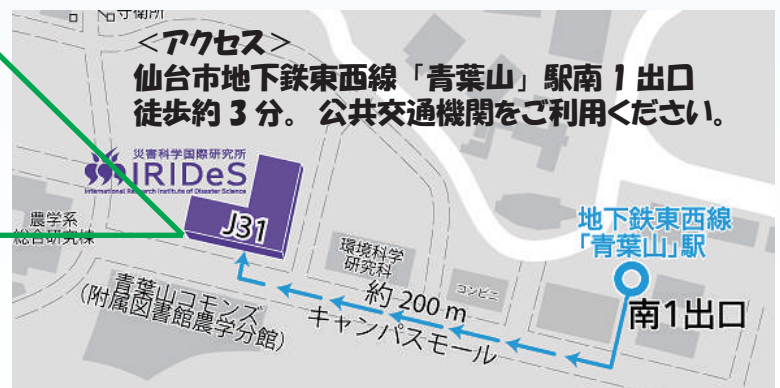 守衛所
<アクセス>
仙台市地下鉄東西線「青葉山」駅南1出口
徒歩約3分。 公共交通機関をご利用ください。
災害科学国際研究所
IRIDeS
International Research Institute of Disaster Science
J31
農学系
総合研究棟
環境科学
研究科
コンビニ
地下鉄東西線
「青葉山」駅
南1出口
約 200 m
キャンパスモール
青葉山コモンズ
(附属図書館農学分館)